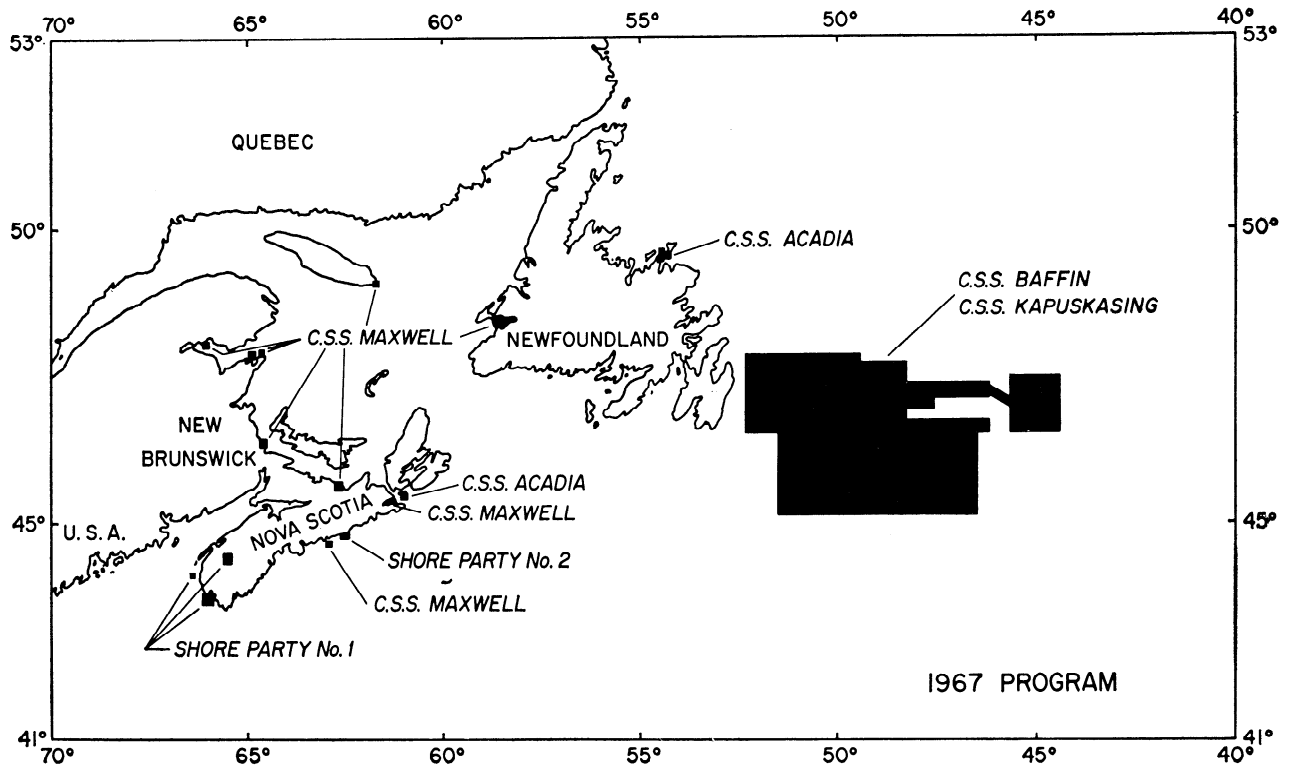 70° 65° 60° 55° 50° 45° 40°
53° 53°
QUEBEC
50° 50°
C.S.S. ACADIA
C.S.S. BAFFIN
C.S.S. KAPUSKASING
C.S.S. MAXWELL
NEWFOUNDLAND
NEW
BRUNSWICK
C.S.S. ACADIA
C.S.S. MAXWELL
NOVA SCOTIA
45° 45°
U.S.A.
SHORE PARTY No. 2
C.S.S. MAXWELL
SHORE PARTY No. 1
1967 PROGRAM
41° 41°
70° 65° 60° 55° 50° 45° 40°